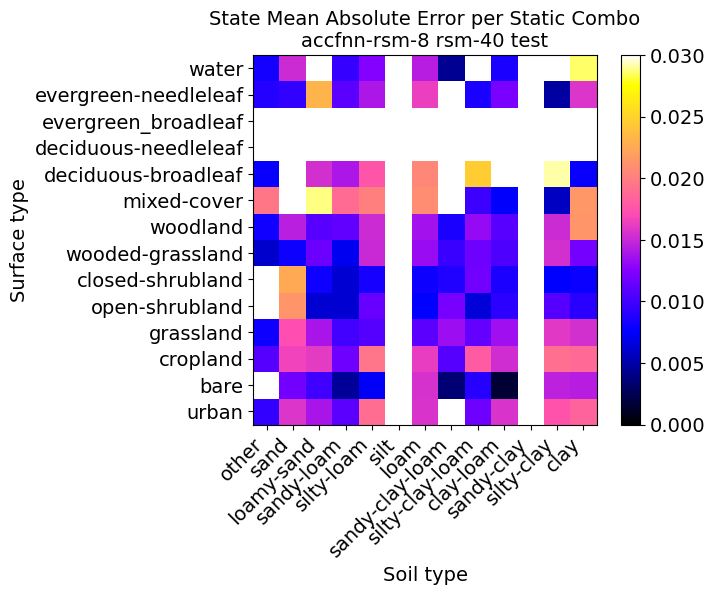 State Mean Absolute Error per Static Combo
accfnn-rsm-8 rsm-40 test
Surface type
water
evergreen-needleleaf
evergreen_broadleaf
deciduous-needleleaf
deciduous-broadleaf
mixed-cover
woodland
wooded-grassland
closed-shrubland
open-shrubland
grassland
cropland
bare
urban
other
sand
loamy-sand
sandy-loam
silty-loam
silt
loam
sandy-clay-loam
silty-clay-loam
clay-loam
sandy-clay
silty-clay
clay
Soil type
0.030
0.025
0.020
0.015
0.010
0.005
0.000